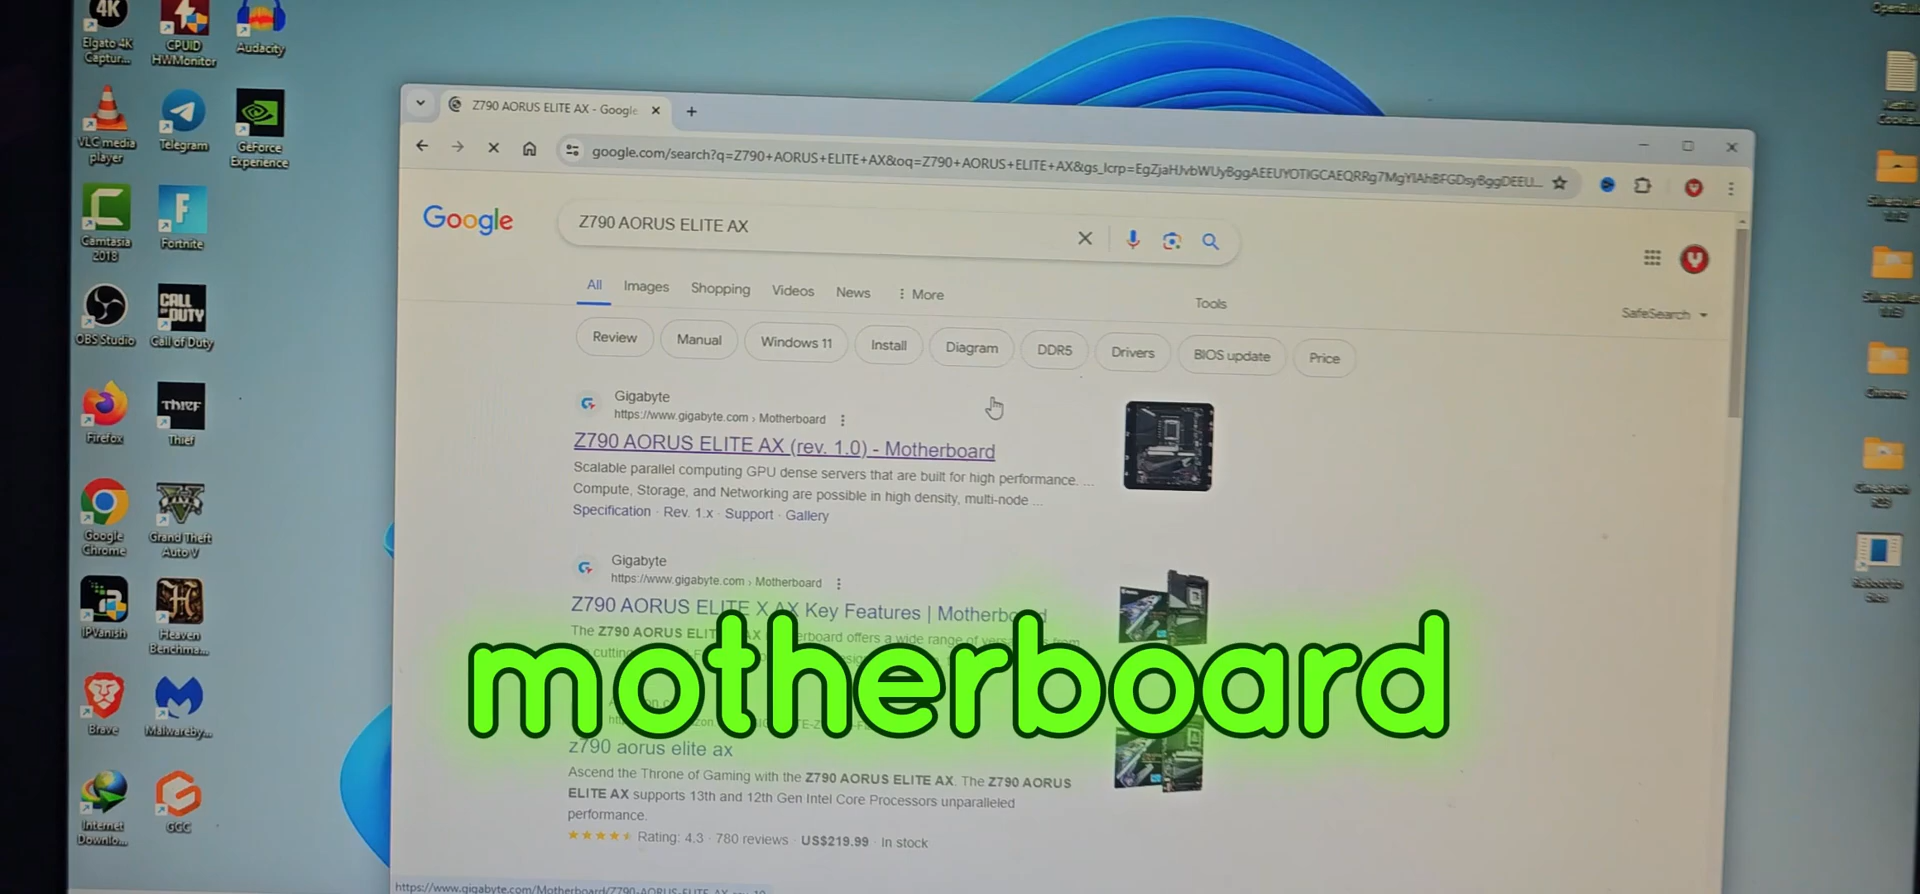 Elgato 4K
Captur...
CPUID
HWMonitor
Audacity
VLC media
player
Telegram
GeForce
Experience
Camtasia
2018
Fortnite
OBS Studio
Call of Duty
CALL OF DUTY
Firefox
THIEF
Thief
Google
Chrome
Grand Theft
Auto V
IPVanish
Heaven
Benchma...
Brave
Malwareby...
Internet
Downlo...
GCC
Z790 AORUS ELITE AX - Google
google.com/search?q=Z790+AORUS+ELITE+AX&oq=Z790+AORUS+ELITE+AX&gs_lcrp=
Google
Z790 AORUS ELITE AX
All Images Shopping Videos News More Tools
SafeSearch
Review Manual Windows 11 Install Diagram DDR5 Drivers BIOS update Price
Gigabyte
https://www.gigabyte.com › Motherboard
Z790 AORUS ELITE AX (rev. 1.0) - Motherboard
Scalable parallel computing GPU dense servers that are built for high performance. ...
Compute, Storage, and Networking are possible in high density, multi-node ...
Specification · Rev. 1.x · Support · Gallery
Gigabyte
https://www.gigabyte.com › Motherboard
Z790 AORUS ELITE X AX Key Features | Motherboard
motherboard
z790 aorus elite ax
Ascend the Throne of Gaming with the Z790 AORUS ELITE AX. The Z790 AORUS
ELITE AX supports 13th and 12th Gen Intel Core Processors unparalleled
performance.
Rating: 4.3 · 780 reviews · US$219.99 · In stock